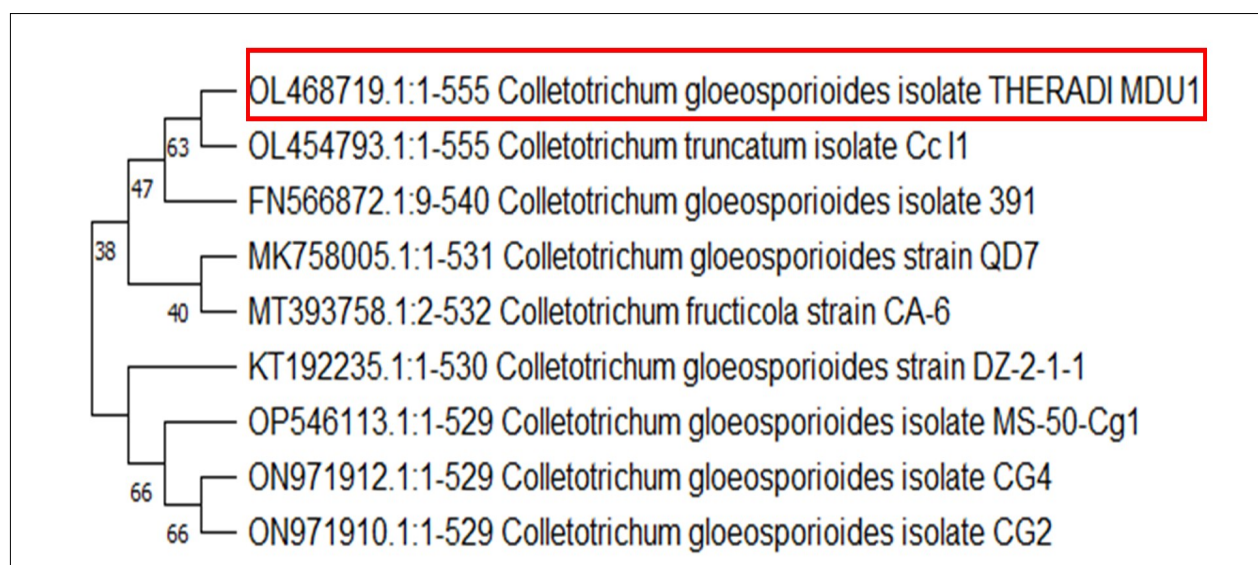 OL468719.1:1-555 Colletotrichum gloeosporioides isolate THERADI MDU1
63
OL454793.1:1-555 Colletotrichum truncatum isolate Cc I1
47
FN566872.1:9-540 Colletotrichum gloeosporioides isolate 391
38
MK758005.1:1-531 Colletotrichum gloeosporioides strain QD7
40
MT393758.1:2-532 Colletotrichum fructicola strain CA-6
KT192235.1:1-530 Colletotrichum gloeosporioides strain DZ-2-1-1
OP546113.1:1-529 Colletotrichum gloeosporioides isolate MS-50-Cg1
66
ON971912.1:1-529 Colletotrichum gloeosporioides isolate CG4
66
ON971910.1:1-529 Colletotrichum gloeosporioides isolate CG2